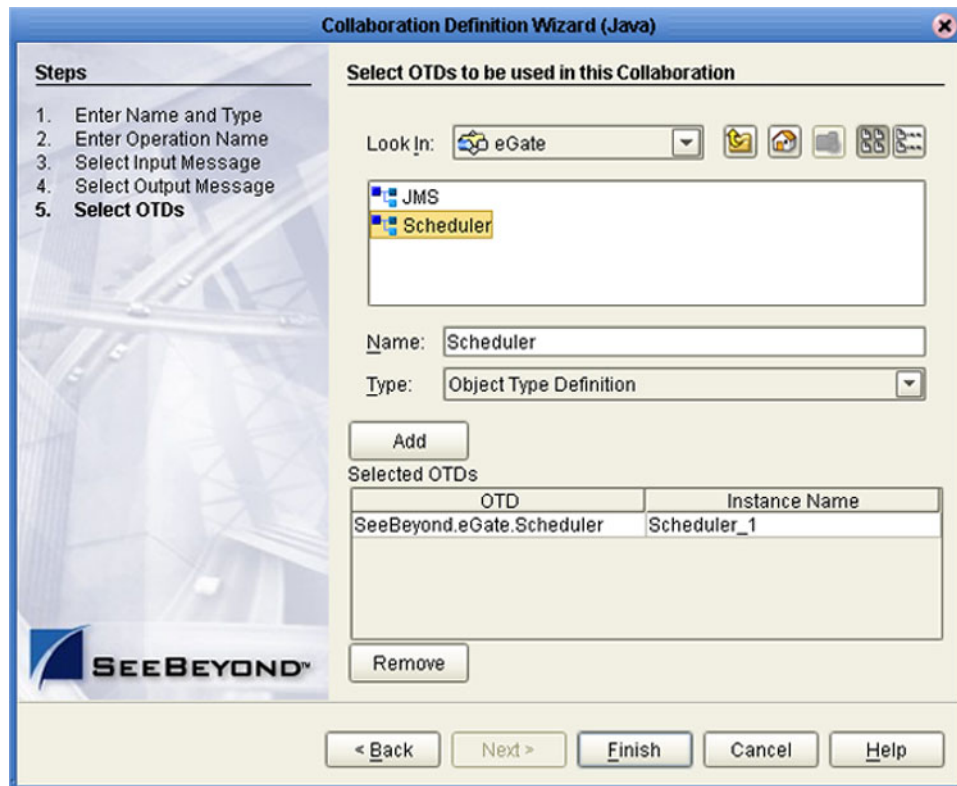 Collaboration Definition Wizard (Java)
Steps
1. Enter Name and Type
2. Enter Operation Name
3. Select Input Message
4. Select Output Message
5. Select OTDs
SEEBEYOND™
Select OTDs to be used in this Collaboration
Look In: eGate
JMS
Scheduler
Name: Scheduler
Type: Object Type Definition
Add
Selected OTDs
OTD Instance Name
SeeBeyond.eGate.Scheduler Scheduler_1
Remove
< Back Next > Finish Cancel Help